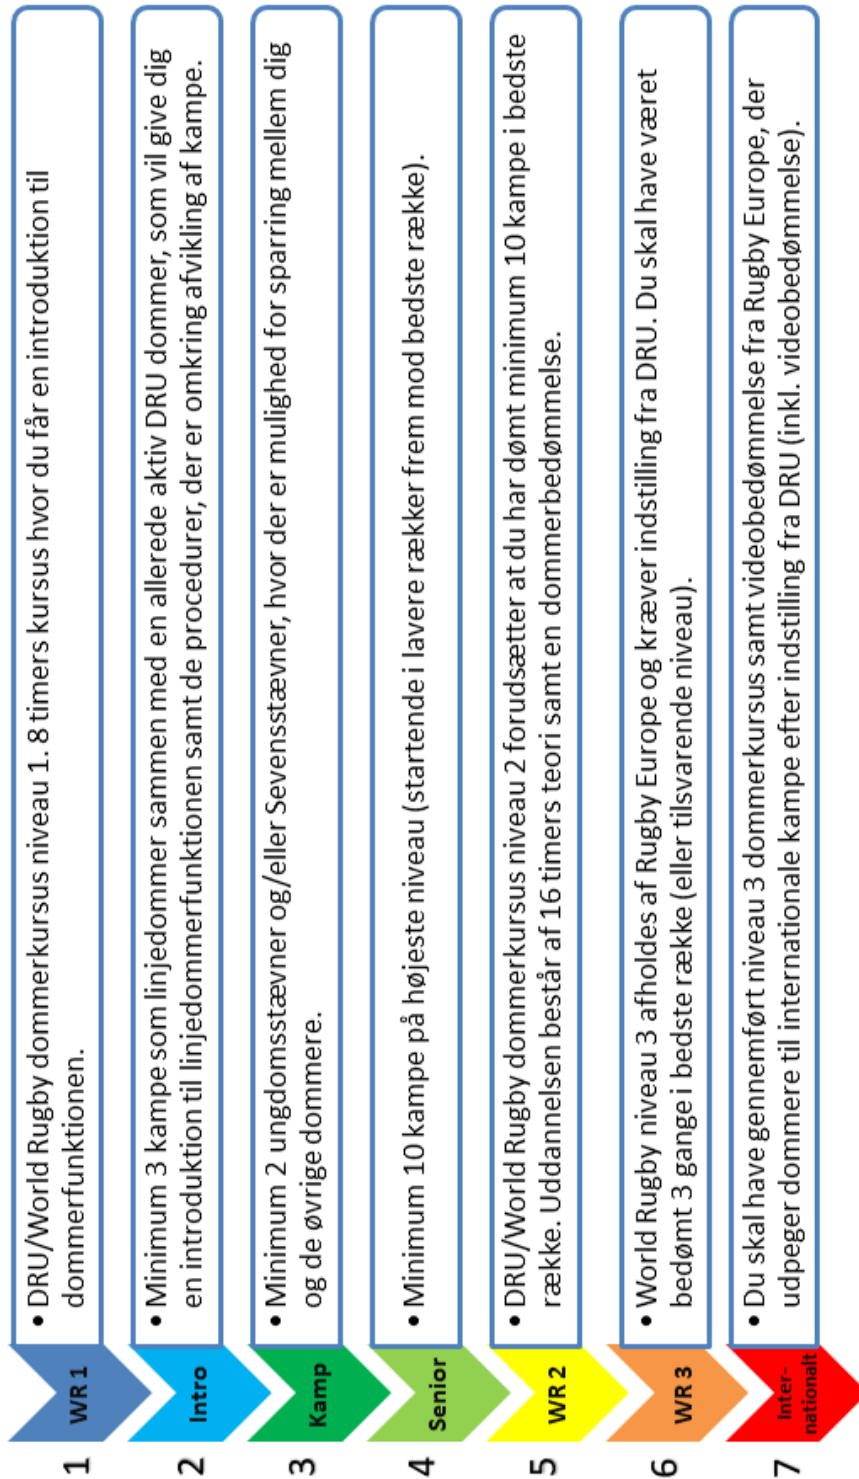 1
WR 1
• DRU/World Rugby dommerkursus niveau 1. 8 timers kursus hvor du får en introduktion til
dommerfunktionen.
2
Intro
• Minimum 3 kampe som linjedommer sammen med en allerede aktiv DRU dommer, som vil give dig
en introduktion til linjedommerfunktionen samt de procedurer, der er omkring afvikling af kampe.
3
Kamp
• Minimum 2 ungdomsstævner og/eller Sevensstævner, hvor der er mulighed for sparring mellem dig
og de øvrige dommere.
4
Senior
• Minimum 10 kampe på højeste niveau (startende i lavere rækker frem mod bedste række).
5
WR 2
• DRU/World Rugby dommerkursus niveau 2 forudsætter at du har dømt minimum 10 kampe i bedste
række. Uddannelsen består af 16 timers teori samt en dommerbedømmelse.
6
WR 3
• World Rugby niveau 3 afholdes af Rugby Europe og kræver indstilling fra DRU. Du skal have været
bedømt 3 gange i bedste række (eller tilsvarende niveau).
7
Inter-
nationalt
• Du skal have gennemført niveau 3 dommerkursus samt videobedømmelse fra Rugby Europe, der
udpeger dommere til internationale kampe efter indstilling fra DRU (inkl. videobedømmelse).